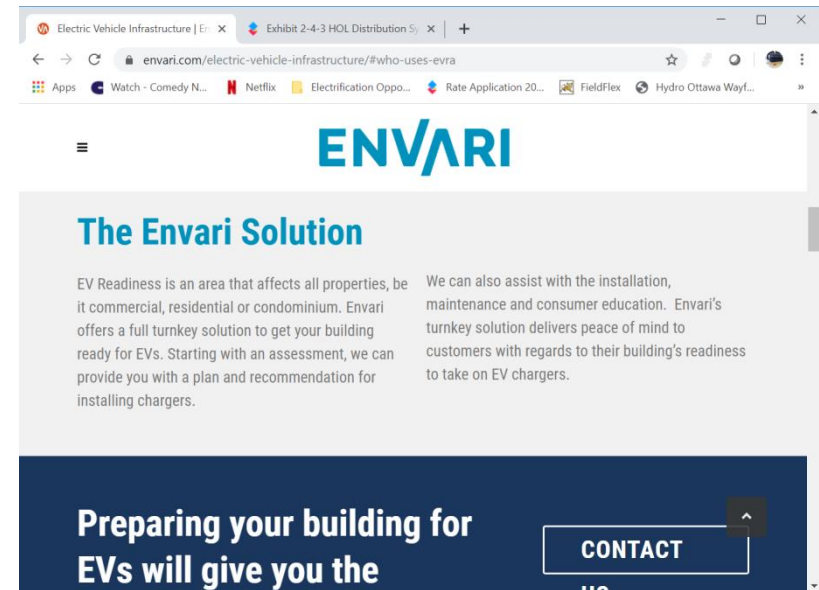 Electric Vehicle Infrastructure | En
Exhibit 2-4-3 HOL Distribution Sy
envari.com/electric-vehicle-infrastructure/#who-uses-evra
Apps
Watch - Comedy N...
Netflix
Electrification Oppo...
Rate Application 20...
FieldFlex
Hydro Ottawa Wayf...
»
ENVARI
The Envari Solution
EV Readiness is an area that affects all properties, be
it commercial, residential or condominium. Envari
offers a full turnkey solution to get your building
ready for EVs. Starting with an assessment, we can
provide you with a plan and recommendation for
installing chargers.
We can also assist with the installation,
maintenance and consumer education. Envari's
turnkey solution delivers peace of mind to
customers with regards to their building's readiness
to take on EV chargers.
Preparing your building for
EVs will give you the
CONTACT
US